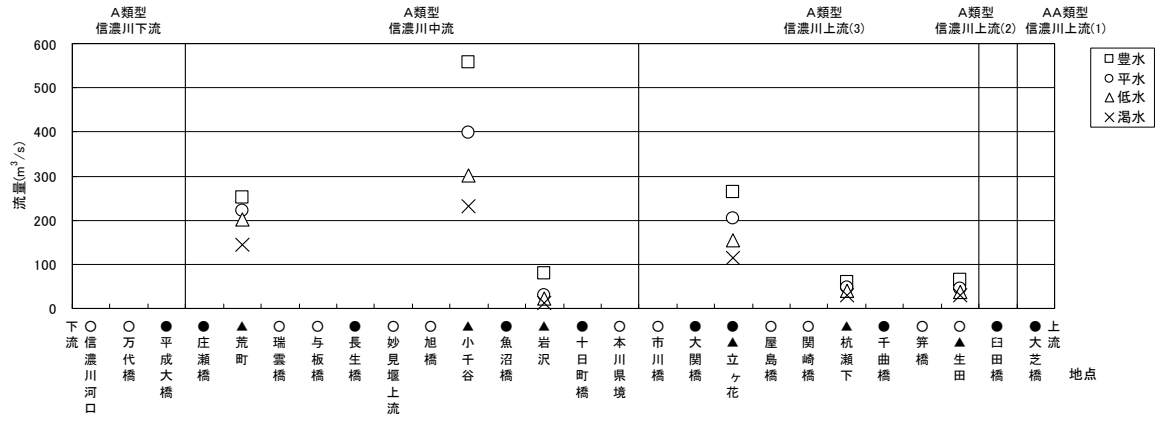 A類型
信濃川下流
A類型
信濃川中流
A類型
信濃川上流(3)
A類型
信濃川上流(2)
AA類型
信濃川上流(1)
流量(m³/s)
600
500
400
300
200
100
0
□豊水
○平水
△低水
×渇水
下流
○信濃川河口
○万代橋
●平成大橋
●庄瀬橋
▲荒町
○瑞雲橋
○与板橋
●長生橋
○妙見堰上流
○旭橋
▲小千谷
●魚沼橋
▲岩沢
●十日町橋
○本川県境
○市川橋
●大関橋
●▲立ヶ花
○屋島橋
○関崎橋
▲杭瀬下
●千曲橋
○笄橋
○▲生田
●臼田橋
●大芝橋
上流
地点